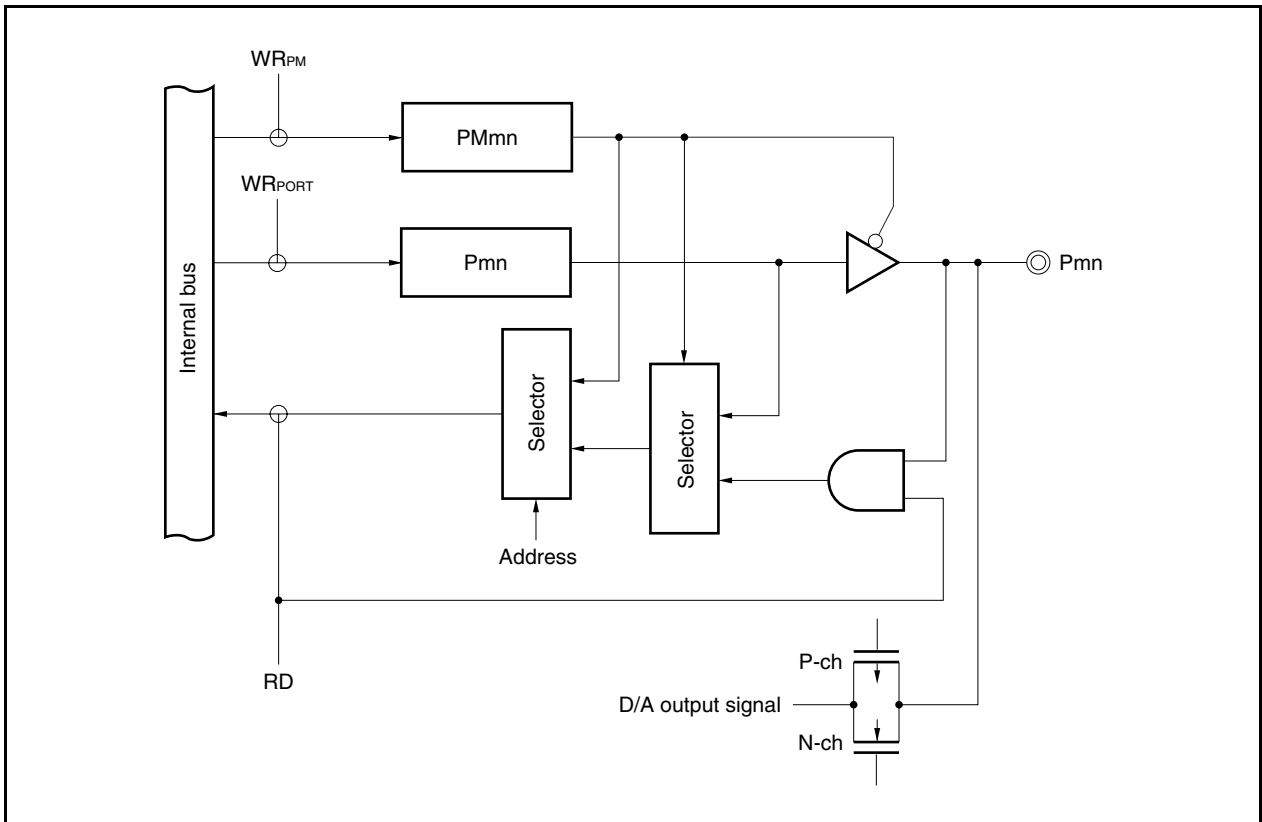 WRPM
PMmn
WRPORT
Pmn
Pmn
Internal bus
Selector
Selector
Address
RD
P-ch
D/A output signal
N-ch